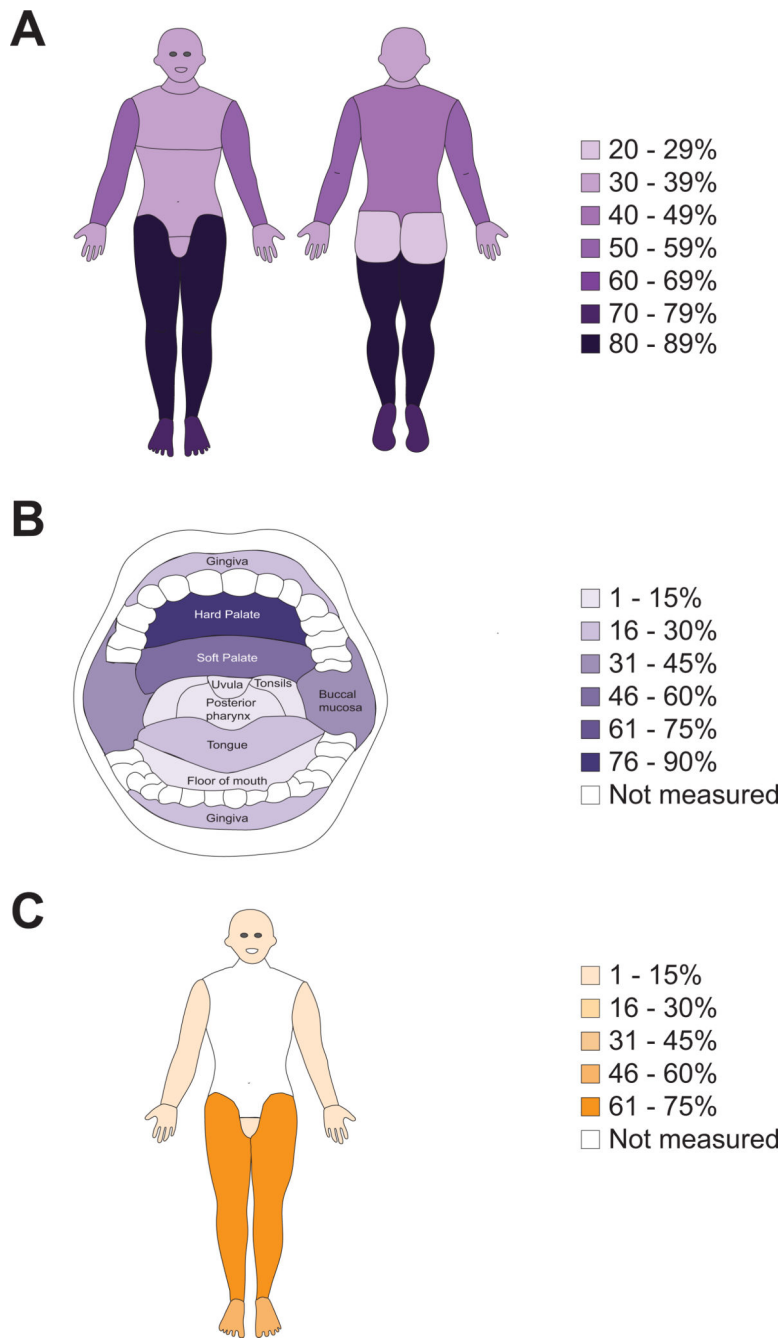 A
20 - 29%
30 - 39%
40 - 49%
50 - 59%
60 - 69%
70 - 79%
80 - 89%
B
Gingiva
Hard Palate
Soft Palate
Uvula
Tonsils
Posterior
pharynx
Buccal
mucosa
Tongue
Floor of mouth
Gingiva
1 - 15%
16 - 30%
31 - 45%
46 - 60%
61 - 75%
76 - 90%
Not measured
C
1 - 15%
16 - 30%
31 - 45%
46 - 60%
61 - 75%
Not measured